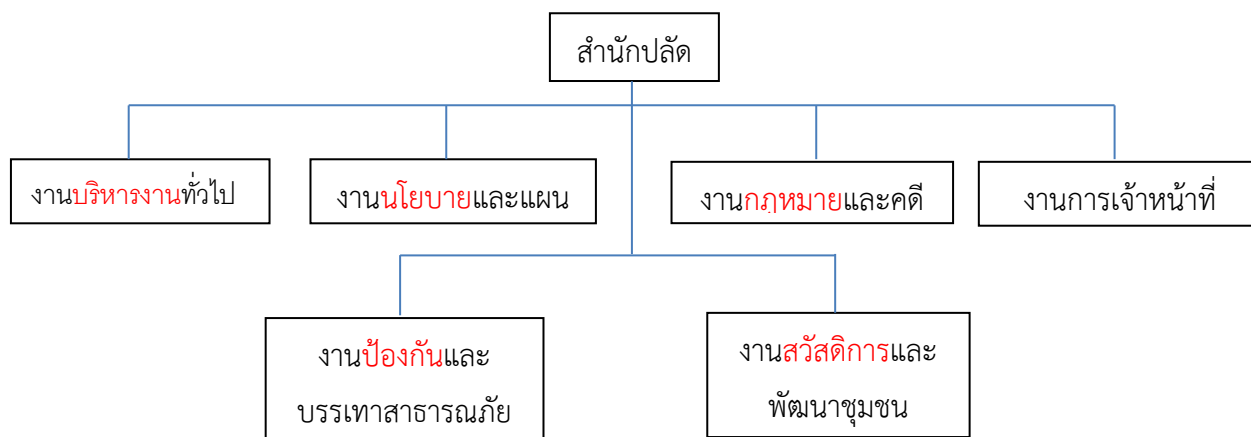 สำนักปลัด
งานบริหารงานทั่วไป
งานนโยบายและแผน
งานกฎหมายและคดี
งานการเจ้าหน้าที่
งานป้องกันและ
บรรเทาสาธารณภัย
งานสวัสดิการและ
พัฒนาชุมชน